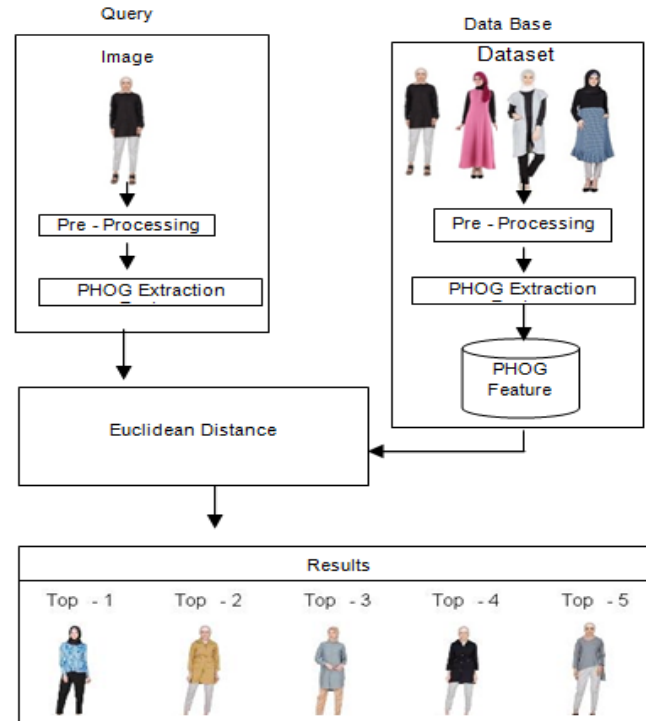 Query
Image
Pre - Processing
PHOG Extraction
Data Base
Dataset
Pre - Processing
PHOG Extraction
PHOG
Feature
Euclidean Distance
Results
Top - 1
Top - 2
Top - 3
Top - 4
Top - 5